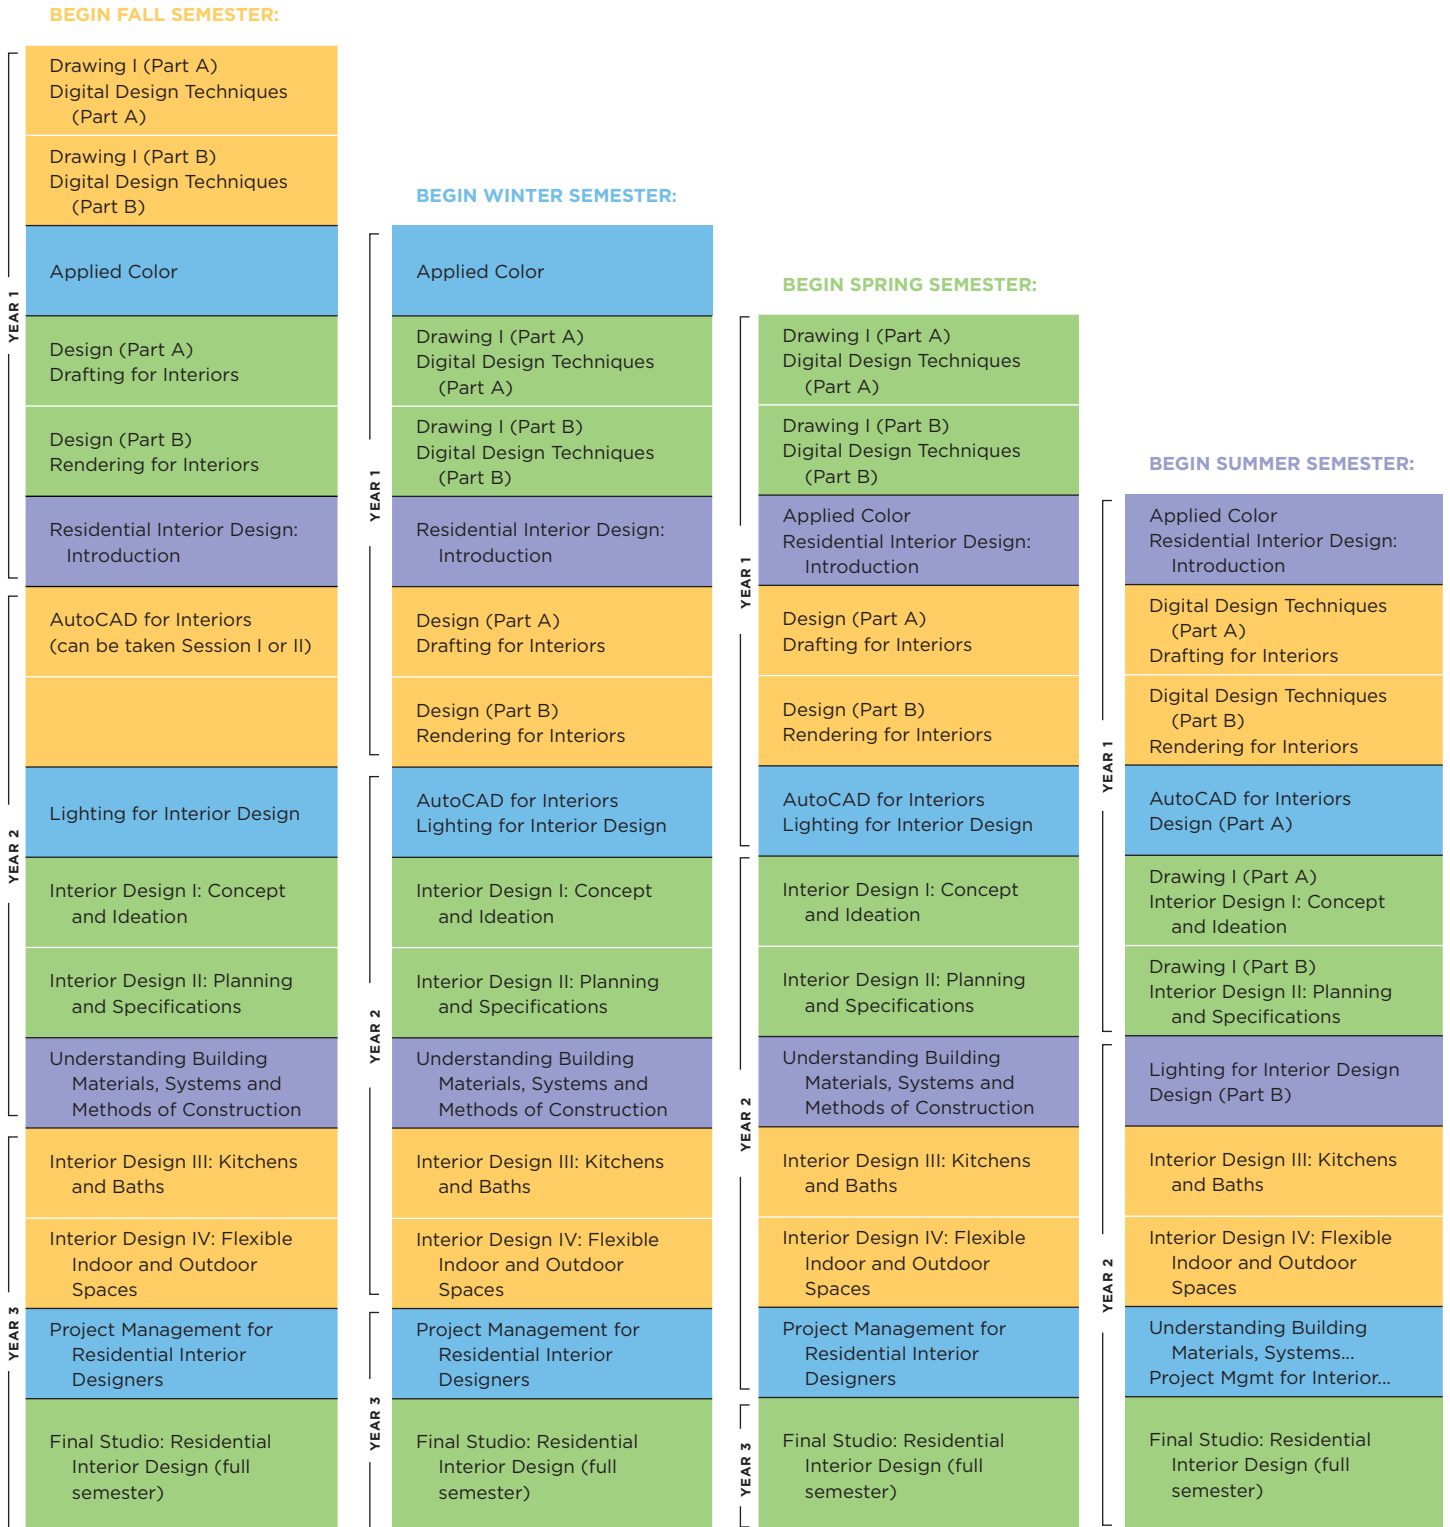 BEGIN FALL SEMESTER:
YEAR 1
Drawing I (Part A)
Digital Design Techniques
(Part A)
Drawing I (Part B)
Digital Design Techniques
(Part B)
Applied Color
Design (Part A)
Drafting for Interiors
Design (Part B)
Rendering for Interiors
Residential Interior Design:
Introduction
YEAR 2
AutoCAD for Interiors
(can be taken Session I or II)
Lighting for Interior Design
Interior Design I: Concept
and Ideation
Interior Design II: Planning
and Specifications
Understanding Building
Materials, Systems and
Methods of Construction
YEAR 3
Interior Design III: Kitchens
and Baths
Interior Design IV: Flexible
Indoor and Outdoor
Spaces
Project Management for
Residential Interior
Designers
Final Studio: Residential
Interior Design (full
semester)
BEGIN WINTER SEMESTER:
YEAR 1
Applied Color
Drawing I (Part A)
Digital Design Techniques
(Part A)
Drawing I (Part B)
Digital Design Techniques
(Part B)
Residential Interior Design:
Introduction
Design (Part A)
Drafting for Interiors
Design (Part B)
Rendering for Interiors
YEAR 2
AutoCAD for Interiors
Lighting for Interior Design
Interior Design I: Concept
and Ideation
Interior Design II: Planning
and Specifications
Understanding Building
Materials, Systems and
Methods of Construction
Interior Design III: Kitchens
and Baths
Interior Design IV: Flexible
Indoor and Outdoor
Spaces
YEAR 3
Project Management for
Residential Interior
Designers
Final Studio: Residential
Interior Design (full
semester)
BEGIN SPRING SEMESTER:
YEAR 1
Drawing I (Part A)
Digital Design Techniques
(Part A)
Drawing I (Part B)
Digital Design Techniques
(Part B)
Applied Color
Residential Interior Design:
Introduction
Design (Part A)
Drafting for Interiors
Design (Part B)
Rendering for Interiors
AutoCAD for Interiors
Lighting for Interior Design
YEAR 2
Interior Design I: Concept
and Ideation
Interior Design II: Planning
and Specifications
Understanding Building
Materials, Systems and
Methods of Construction
Interior Design III: Kitchens
and Baths
Interior Design IV: Flexible
Indoor and Outdoor
Spaces
Project Management for
Residential Interior
Designers
YEAR 3
Final Studio: Residential
Interior Design (full
semester)
BEGIN SUMMER SEMESTER:
YEAR 1
Applied Color
Residential Interior Design:
Introduction
Digital Design Techniques
(Part A)
Drafting for Interiors
Digital Design Techniques
(Part B)
Rendering for Interiors
AutoCAD for Interiors
Design (Part A)
Drawing I (Part A)
Interior Design I: Concept
and Ideation
Drawing I (Part B)
Interior Design II: Planning
and Specifications
YEAR 2
Lighting for Interior Design
Design (Part B)
Interior Design III: Kitchens
and Baths
Interior Design IV: Flexible
Indoor and Outdoor
Spaces
Understanding Building
Materials, Systems...
Project Mgmt for Interior...
Final Studio: Residential
Interior Design (full
semester)